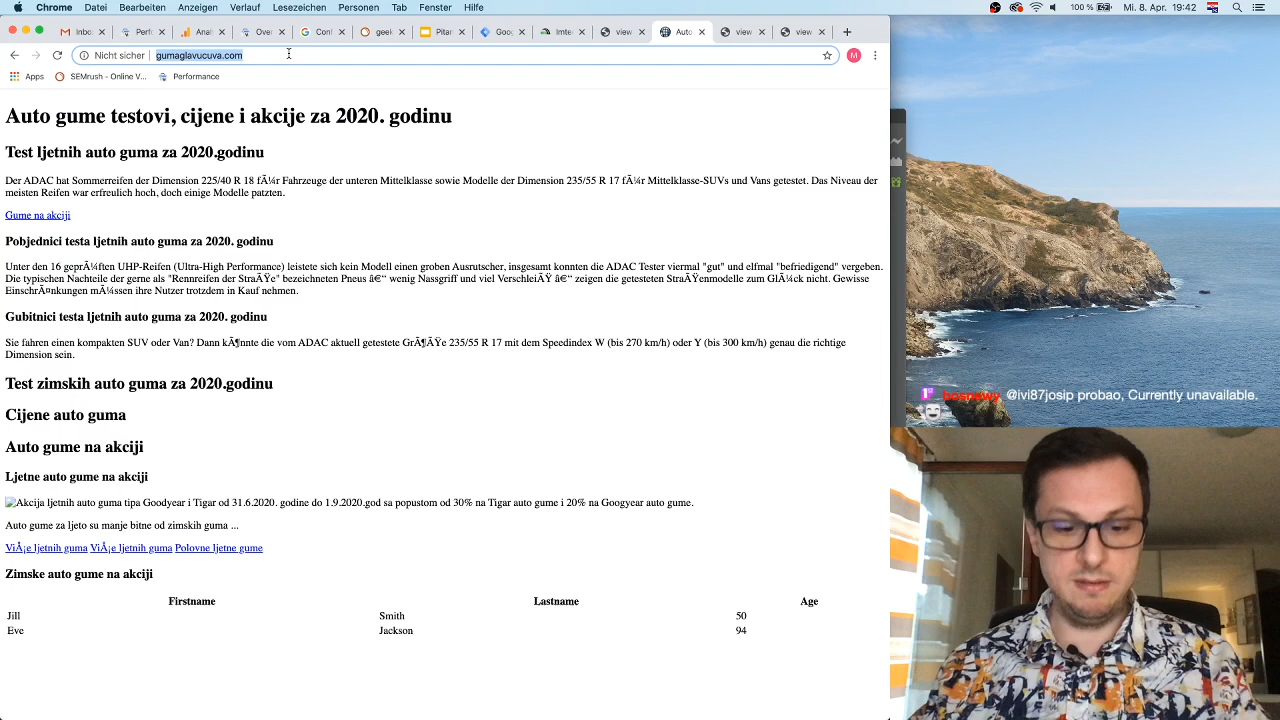 Chrome Datei Bearbeiten Anzeigen Verlauf Lesezeichen Personen Tab Fenster Hilfe
100 % Mi. 8. Apr. 19:42
Inbo Perfo Anal Over Conf geek Pitar Goo Inte view Auto view view
Nicht sicher gumaglavucuva.com
M
Apps SEMrush - Online V... Performance
Auto gume testovi, cijene i akcije za 2020. godinu
Test ljetnih auto guma za 2020.godinu
Der ADAC hat Sommerreifen der Dimension 225/40 R 18 fÃ¼r Fahrzeuge der unteren Mittelklasse sowie Modelle der Dimension 235/55 R 17 fÃ¼r Mittelklasse-SUVs und Vans getestet. Das Niveau der
meisten Reifen war erfreulich hoch, doch einige Modelle patzten.
Gume na akciji
Pobjednici testa ljetnih auto guma za 2020. godinu
Unter den 16 geprÃ¼ften UHP-Reifen (Ultra-High Performance) leistete sich kein Modell einen groben Ausrutscher, insgesamt konnten die ADAC Tester viermal "gut" und elfmal "befriedigend" vergeben.
Die typischen Nachteile der gerne als "Rennreifen der StraÃŸe" bezeichneten Pneus â€“ wenig Nassgriff und viel VerschleiÃŸ â€“ zeigen die getesteten StraÃŸenmodelle zum GlÃ¼ck nicht. Gewisse
EinschrÃ¤nkungen mÃ¼ssen ihre Nutzer trotzdem in Kauf nehmen.
Gubitnici testa ljetnih auto guma za 2020. godinu
Sie fahren einen kompakten SUV oder Van? Dann kÃ¶nnte die vom ADAC aktuell getestete GrÃ¶ÃŸe 235/55 R 17 mit dem Speedindex W (bis 270 km/h) oder Y (bis 300 km/h) genau die richtige
Dimension sein.
Test zimskih auto guma za 2020.godinu
Cijene auto guma
Auto gume na akciji
Ljetne auto gume na akciji
Akcija ljetnih auto guma tipa Goodyear i Tigar od 31.6.2020. godine do 1.9.2020.god sa popustom od 30% na Tigar auto gume i 20% na Googyear auto gume.
Auto gume za ljeto su manje bitne od zimskih guma ...
ViÅ¡e ljetnih guma ViÅ¡e ljetnih guma Polovne ljetne gume
Zimske auto gume na akciji
Firstname Lastname Age
Jill Smith 50
Eve Jackson 94
bosnewy @ivi87josip probao, Currently unavailable.